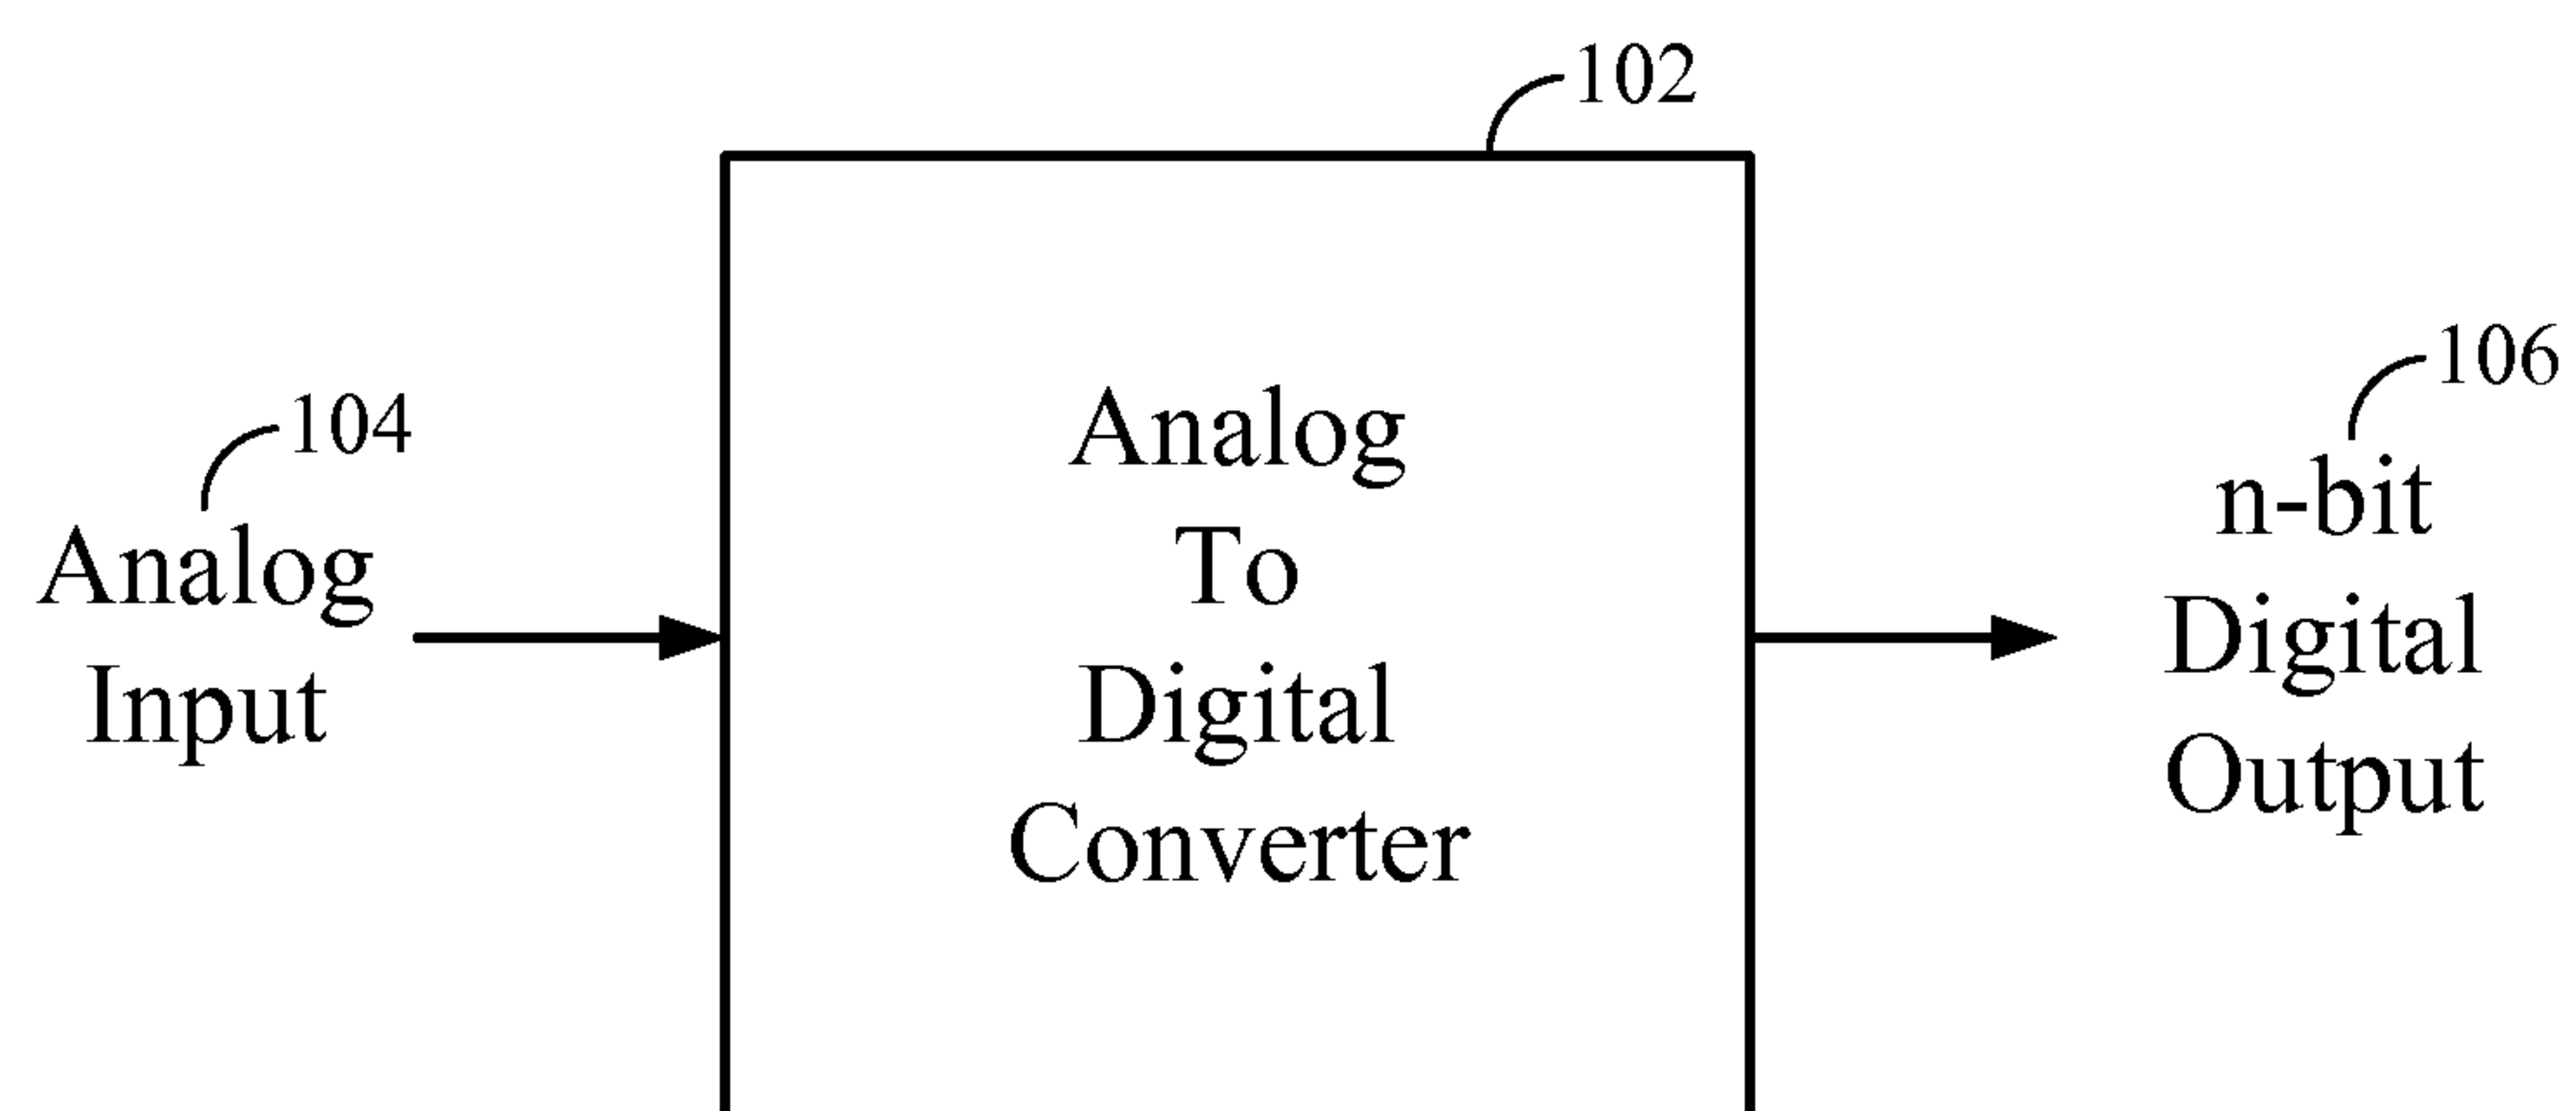 102
104
Analog
Input
Analog
To
Digital
Converter
106
n-bit
Digital
Output